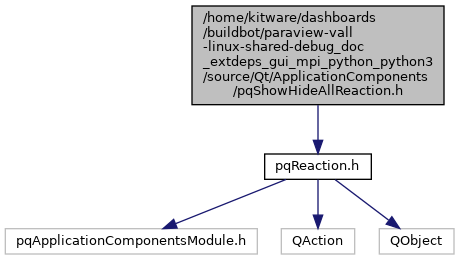 /home/kitware/dashboards
/buildbot/paraview-vall
-linux-shared-debug_doc
_extdeps_gui_mpi_python_python3
/source/Qt/ApplicationComponents
/pqShowHideAllReaction.h
pqReaction.h
pqApplicationComponentsModule.h
QAction
QObject